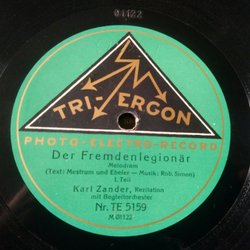 01122
TRI-ERGON
PHOTO-ELECTRO-RECORD
Der Fremdenlegionär
Melodram
(Text: Mestrum und Ebeler - Musik: Rob. Simon)
1. Teil
Karl Zander, Rezitation
mit Begleitorchester
Nr. TE 5159
M.01122